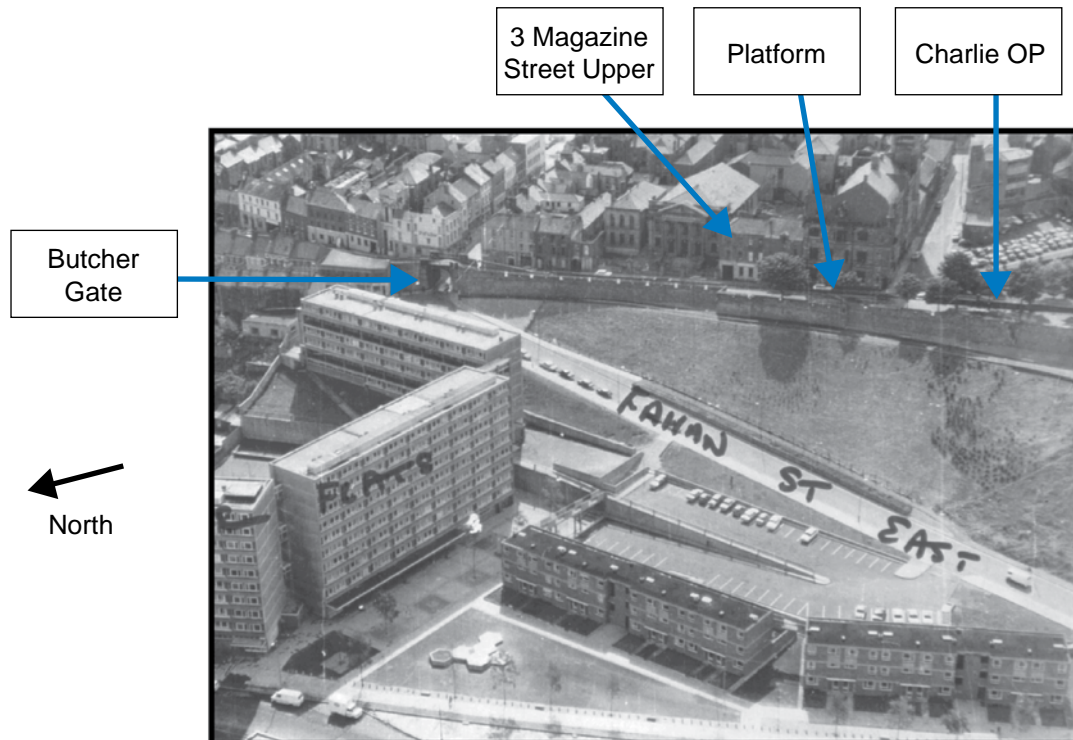 3 Magazine
Street Upper
Platform
Charlie OP
Butcher
Gate
FAHAN
ST
EAST
FLATS
North